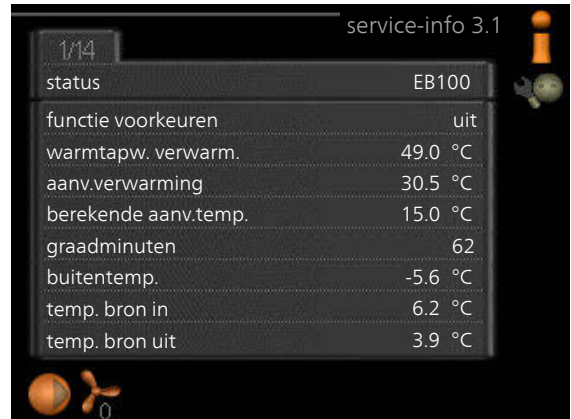 service-info 3.1
1/14
status EB100
functie voorkeuren uit
warmtapw. verwarm. 49.0 °C
aanv.verwarming 30.5 °C
berekende aanv.temp. 15.0 °C
graadminuten 62
buitentemp. -5.6 °C
temp. bron in 6.2 °C
temp. bron uit 3.9 °C
0